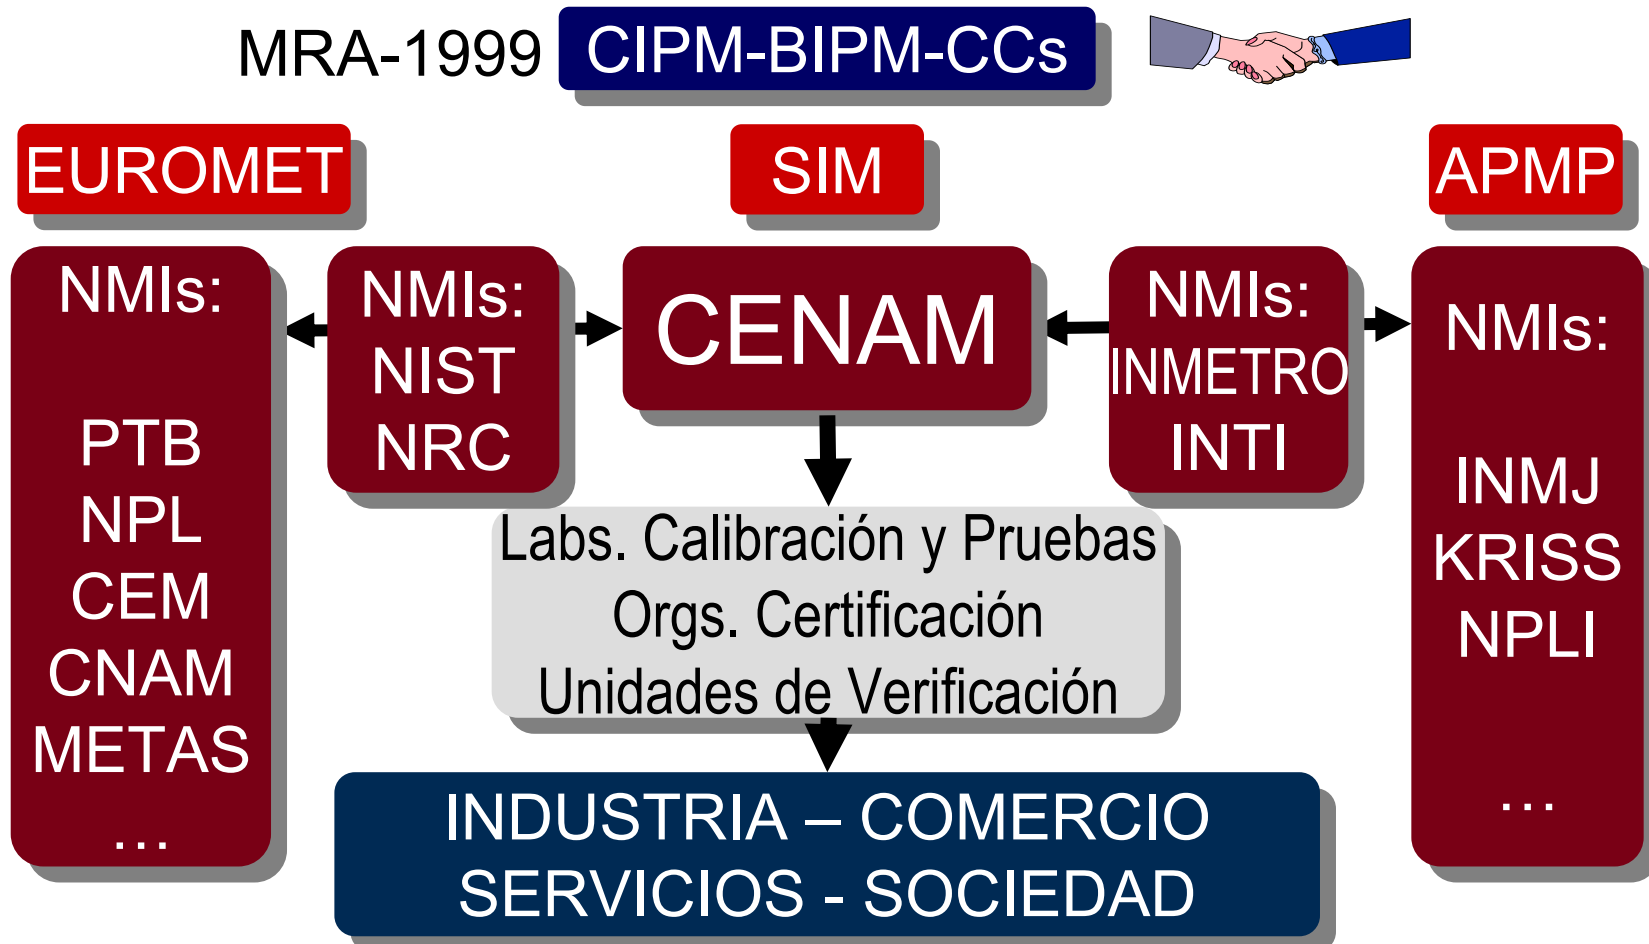 MRA-1999 CIPM-BIPM-CCs
EUROMET
SIM
APMP
NMIs:
PTB
NPL
CEM
CNAM
METAS
...
NMIs:
NIST
NRC
CENAM
NMIs:
INMETRO
INTI
NMIs:
INMJ
KRISS
NPLI
...
Labs. Calibración y Pruebas
Orgs. Certificación
Unidades de Verificación
INDUSTRIA – COMERCIO
SERVICIOS - SOCIEDAD